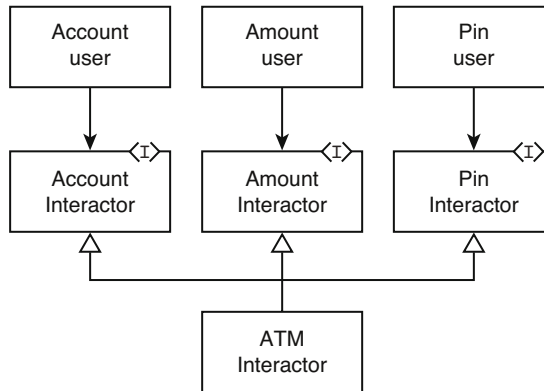 Account
user
Amount
user
Pin
user
<I>
<I>
<I>
Account
Interactor
Amount
Interactor
Pin
Interactor
ATM
Interactor